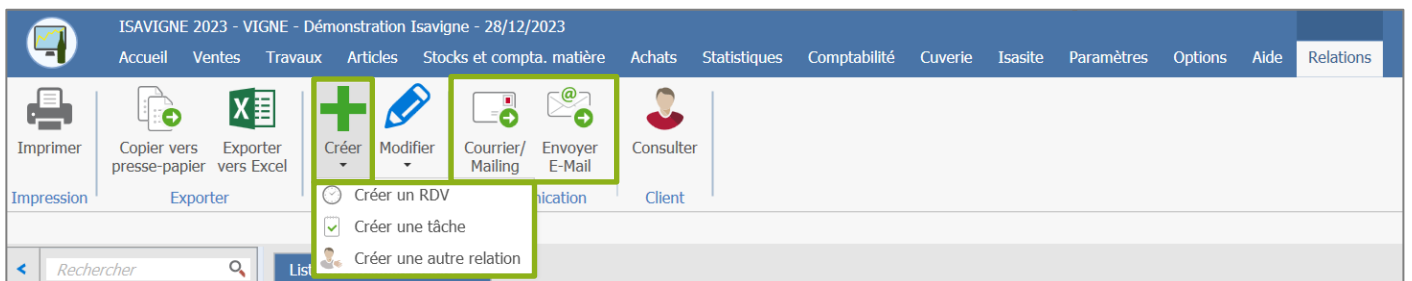 ISAVIGNE 2023 - VIGNE - Démonstration Isavigne - 28/12/2023
Accueil Ventes Travaux Articles Stocks et compta. matière Achats Statistiques Comptabilité Cuverie Isasite Paramètres Options Aide Relations
Imprimer Copier vers presse-papier Exporter vers Excel Créer Modifier Courrier/ Mailing Envoyer E-Mail Consulter
Impression Exporter nication Client
Créer un RDV
Créer une tâche
Créer une autre relation
Rechercher List